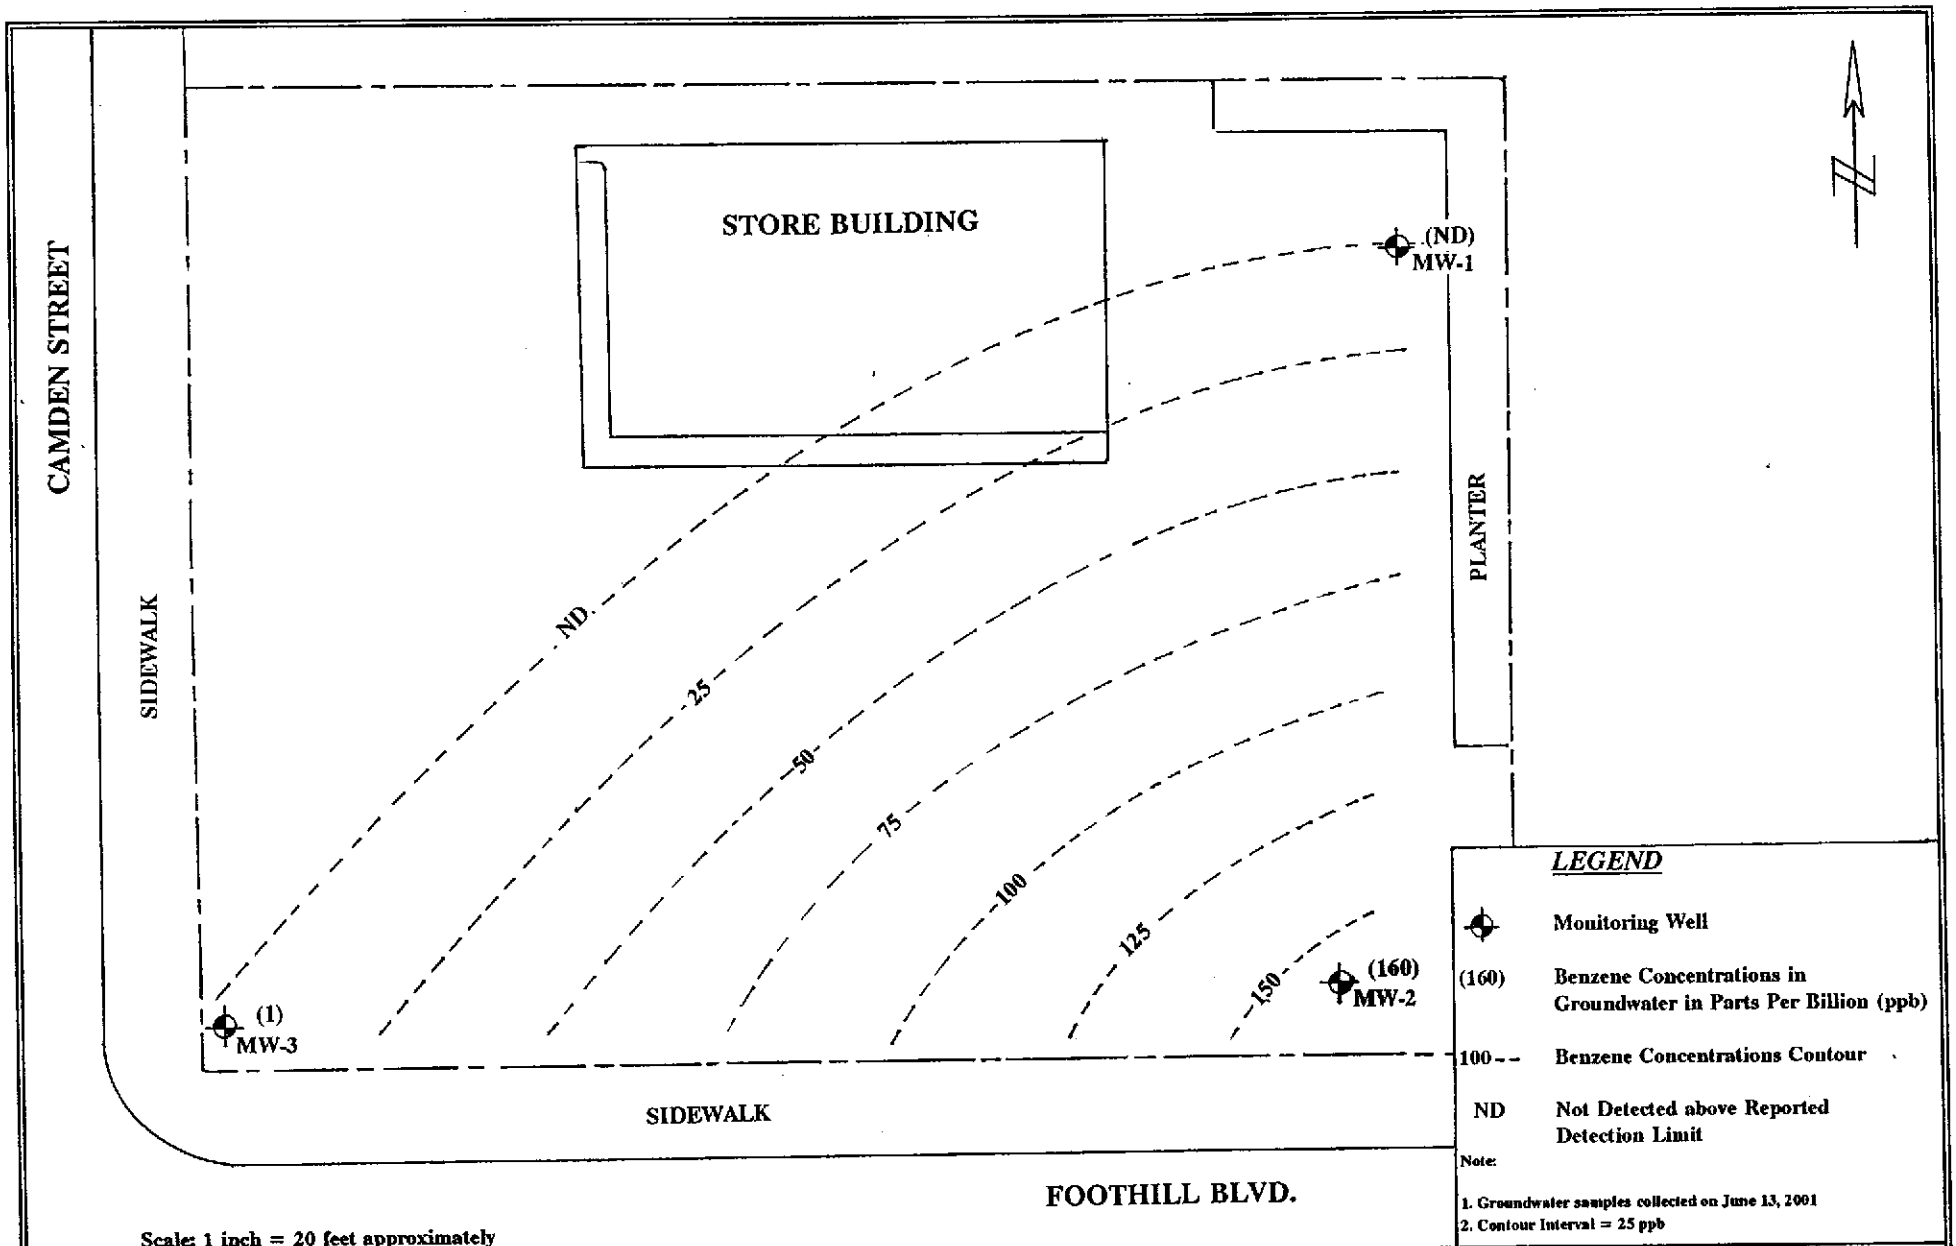 STORE BUILDING
(ND)
MW-1
CAMDEN STREET
SIDEWALK
PLANTER
ND
25
50
75
100
125
150
(160)
MW-2
(1)
MW-3
SIDEWALK
FOOTHILL BLVD.
Scale: 1 inch = 20 feet approximately
N
LEGEND
Monitoring Well
(160) Benzene Concentrations in
Groundwater in Parts Per Billion (ppb)
100-- Benzene Concentrations Contour
ND Not Detected above Reported
Detection Limit
Note:
1. Groundwater samples collected on June 13, 2001
2. Contour Interval = 25 ppb